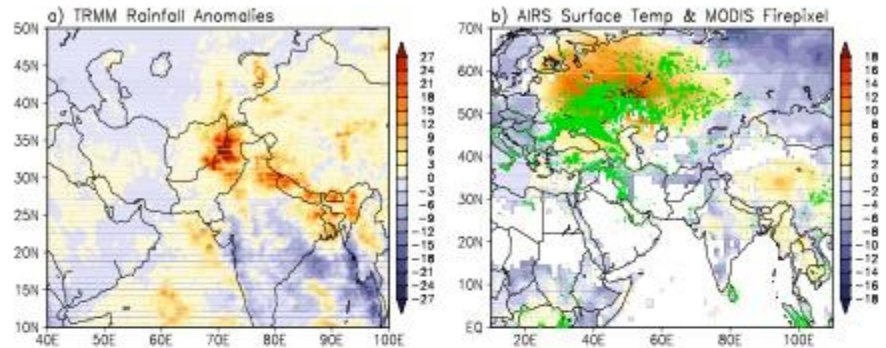 a) TRMM Rainfall Anomalies
50N
45N
40N
35N
30N
25N
20N
15N
10N
40E 50E 60E 70E 80E 90E 100E
27
24
21
18
15
12
9
6
3
0
-3
-6
-9
-12
-15
-18
-21
-24
-27
b) AIRS Surface Temp & MODIS Firepixel
70N
60N
50N
40N
30N
20N
10N
EQ
20E 40E 60E 80E 100E
18
16
14
12
10
8
6
4
2
0
-2
-4
-6
-8
-10
-12
-14
-16
-18